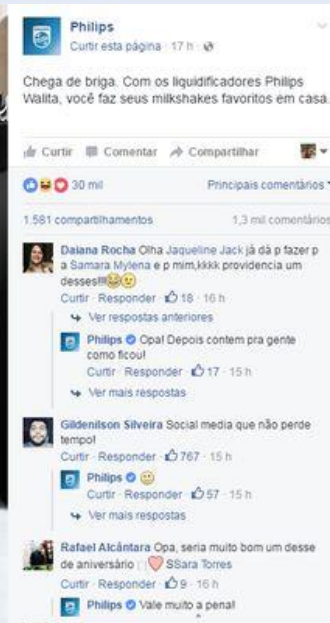 Philips
Curtir esta página · 17 h ·
Chega de briga. Com os liquidificadores Philips
Walita, você faz seus milkshakes favoritos em casa.
Curtir Comentar Compartilhar
30 mil Principais comentários
1.581 compartilhamentos 1,3 mil comentários
Daiana Rocha Olha Jaqueline Jack já dá p fazer p
a Samara Mylena e p mim,kkkk providencia um
desses!!!!😂😉
Curtir · Responder · 18 · 16 h
Ver respostas anteriores
Philips Opa! Depois contem pra gente
como ficou!
Curtir · Responder · 17 · 15 h
Ver mais respostas
Gildenilson Silveira Social media que não perde
tempo!
Curtir · Responder · 767 · 15 h
Philips 🙂
Curtir · Responder · 57 · 15 h
Ver mais respostas
Rafael Alcântara Opa, seria muito bom um desse
de aniversário ❤ SSara Torres
Curtir · Responder · 9 · 16 h
Philips Vale muito a pena!